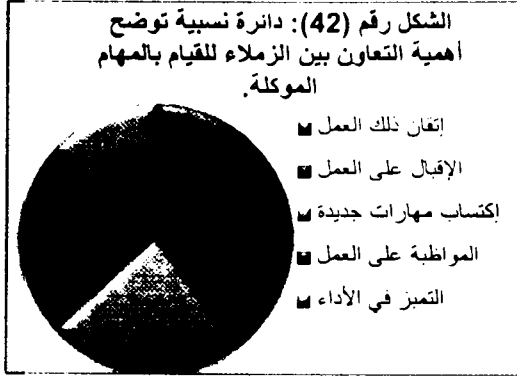 الشكل رقم (42): دائرة نسبية توضح
أهمية التعاون بين الزملاء للقيام بالمهام
الموكلة.
إتقان ذلك العمل
الإقبال على العمل
إكتساب مهارات جديدة
المواظبة على العمل
التميز في الأداء